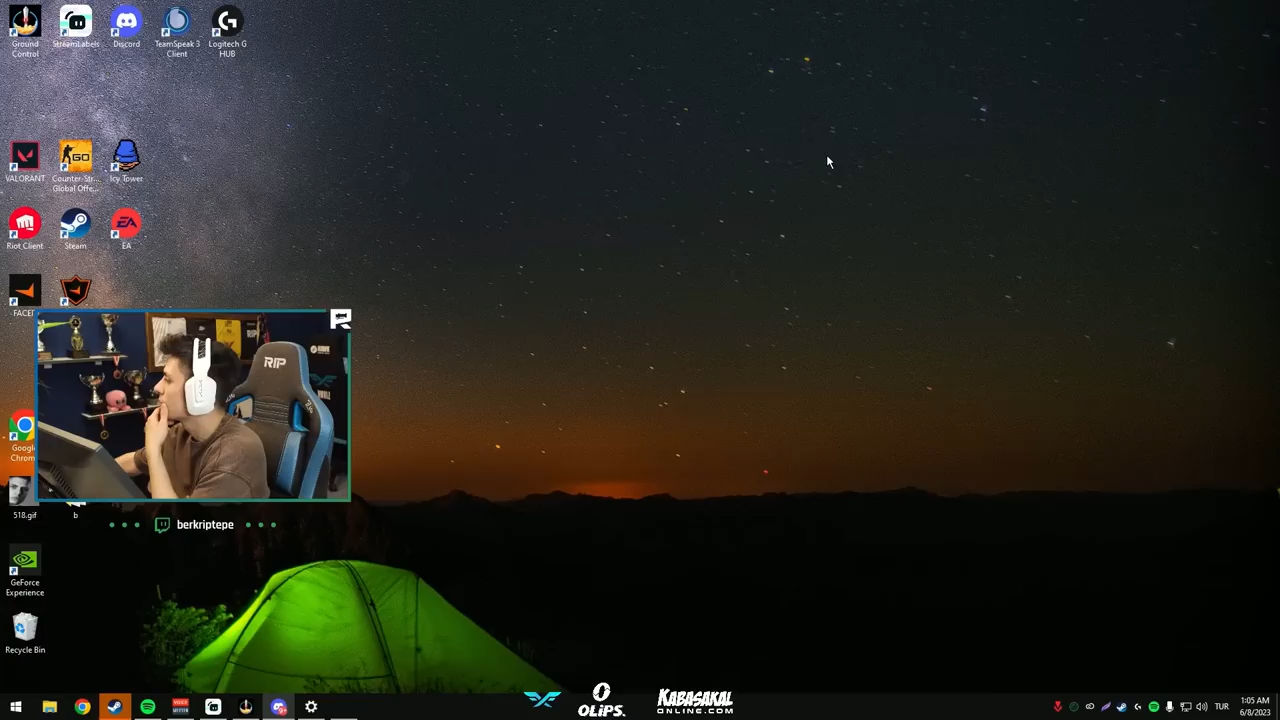 Ground
Control
StreamLabels
Discord
TeamSpeak 3
Client
Logitech G
HUB
VALORANT
Counter-Str...
Global Offe...
Icy Tower
Riot Client
Steam
EA
RIP
Google
518.gif
b
berkriptepe
GeForce
Experience
Recycle Bin
OLiPS.
KABASAKAL
ONLINE.COM
TUR
1:05 AM
6/8/2023